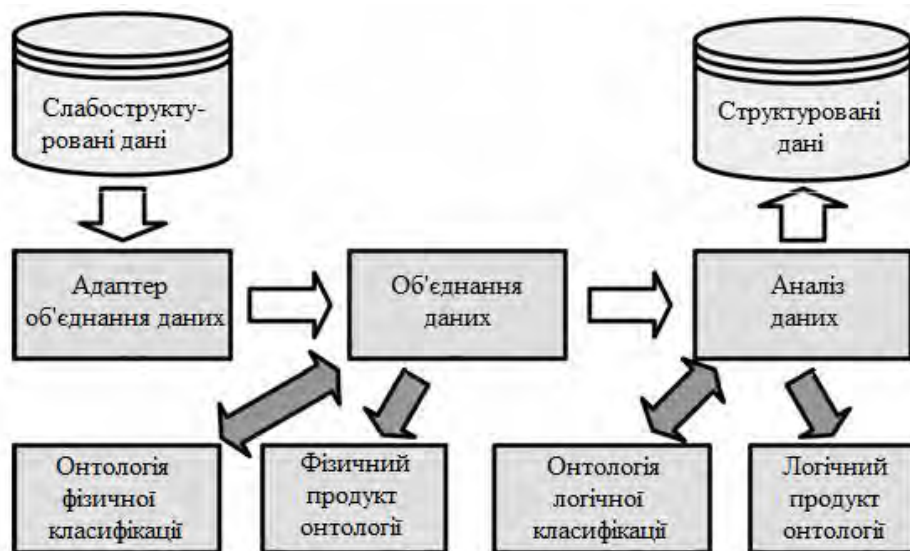 Слабострукту-
ровані дані
Структуровані
дані
Адаптер
об'єднання даних
Об'єднання
даних
Аналіз
даних
Онтологія
фізичної
класифікації
Фізичний
продукт
онтології
Онтологія
логічної
класифікації
Логічний
продукт
онтології